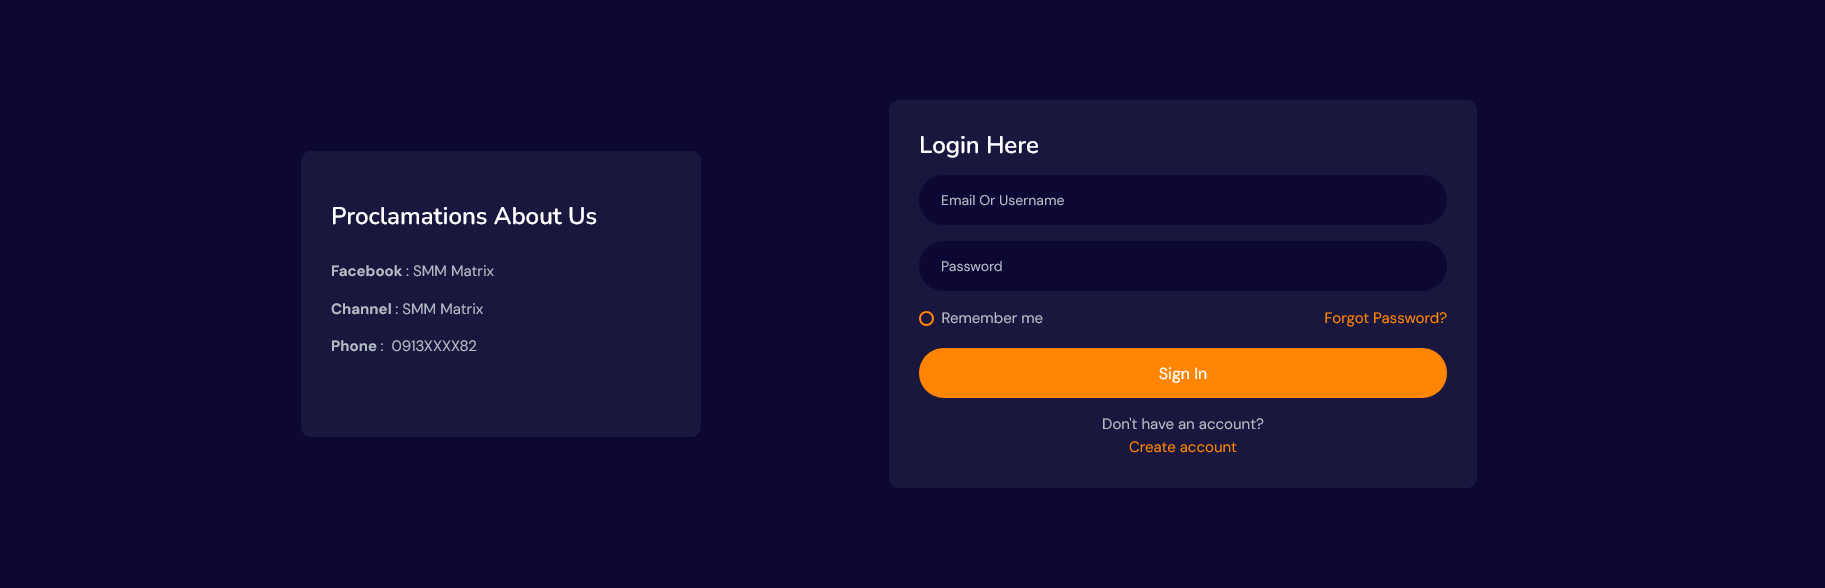 Proclamations About Us
Facebook : SMM Matrix
Channel : SMM Matrix
Phone :  0913XXXX82
Login Here
Email Or Username
Password
Remember me
Forgot Password?
Sign In
Don't have an account?
Create account